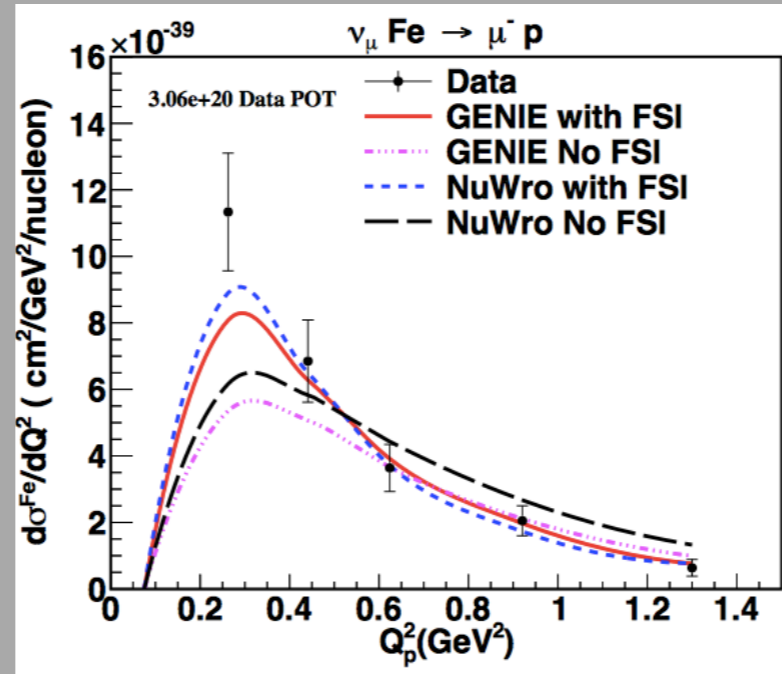 ν_μ Fe → μ⁻ p
×10⁻³⁹
3.06e+20 Data POT
Data
GENIE with FSI
GENIE No FSI
NuWro with FSI
NuWro No FSI
dσ^Fe/dQ² ( cm²/GeV²/nucleon)
16
14
12
10
8
6
4
2
0
0 0.2 0.4 0.6 0.8 1 1.2 1.4
Q²_p(GeV²)